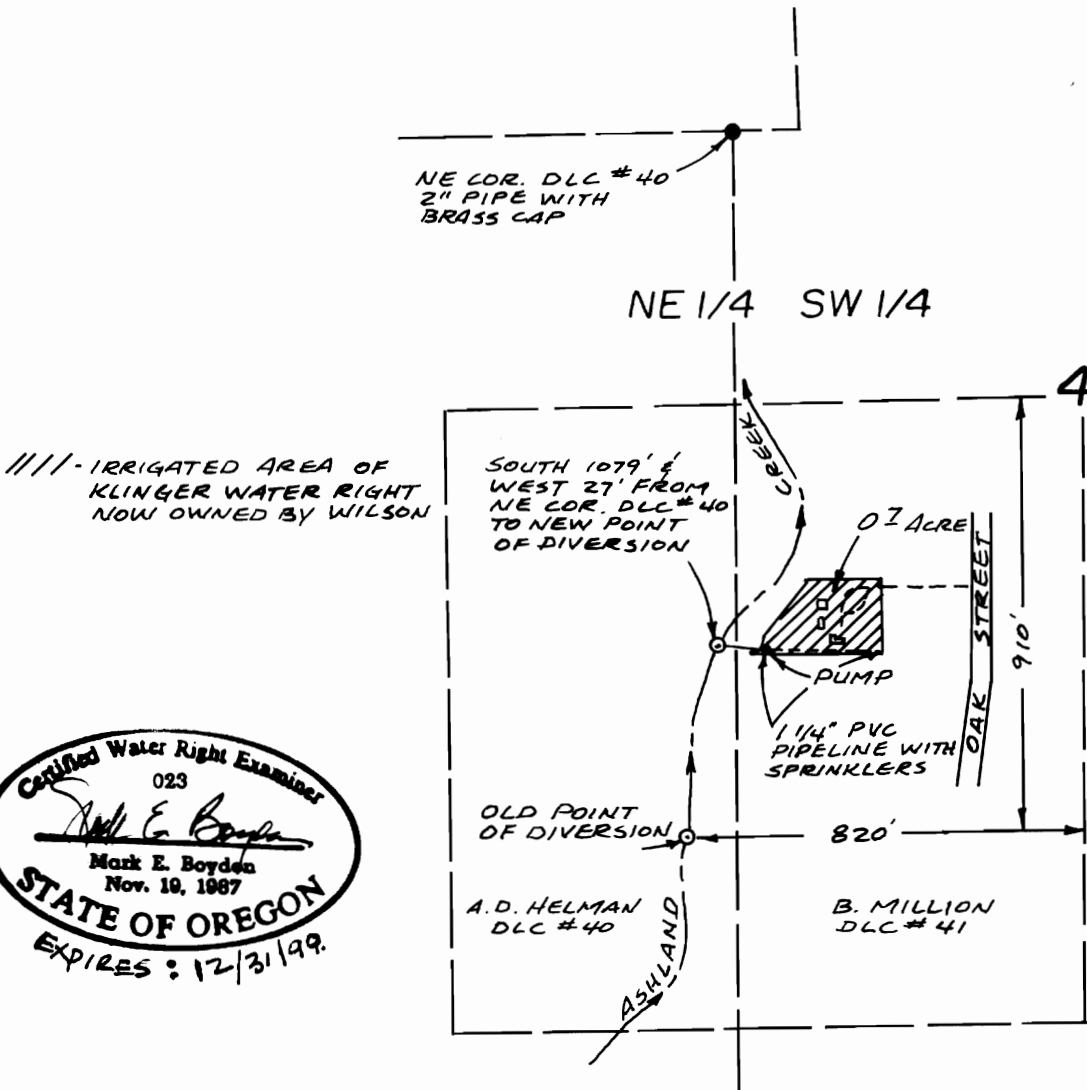 NE COR. DLC #40
2" PIPE WITH
BRASS CAP
NE 1/4 SW 1/4
4
//// - IRRIGATED AREA OF
KLINGER WATER RIGHT
NOW OWNED BY WILSON
SOUTH 1079' &
WEST 27' FROM
NE COR. DLC #40
TO NEW POINT
OF DIVERSION
CREEK
0.7 ACRE
OAK STREET
910'
PUMP
1 1/4" PVC
PIPELINE WITH
SPRINKLERS
OLD POINT
OF DIVERSION
820'
A.D. HELMAN
DLC #40
B. MILLION
DLC #41
ASHLAND
Certified Water Right Examiner
023
Mark E. Boyden
Nov. 19, 1987
STATE OF OREGON
EXPIRES : 12/31/99.